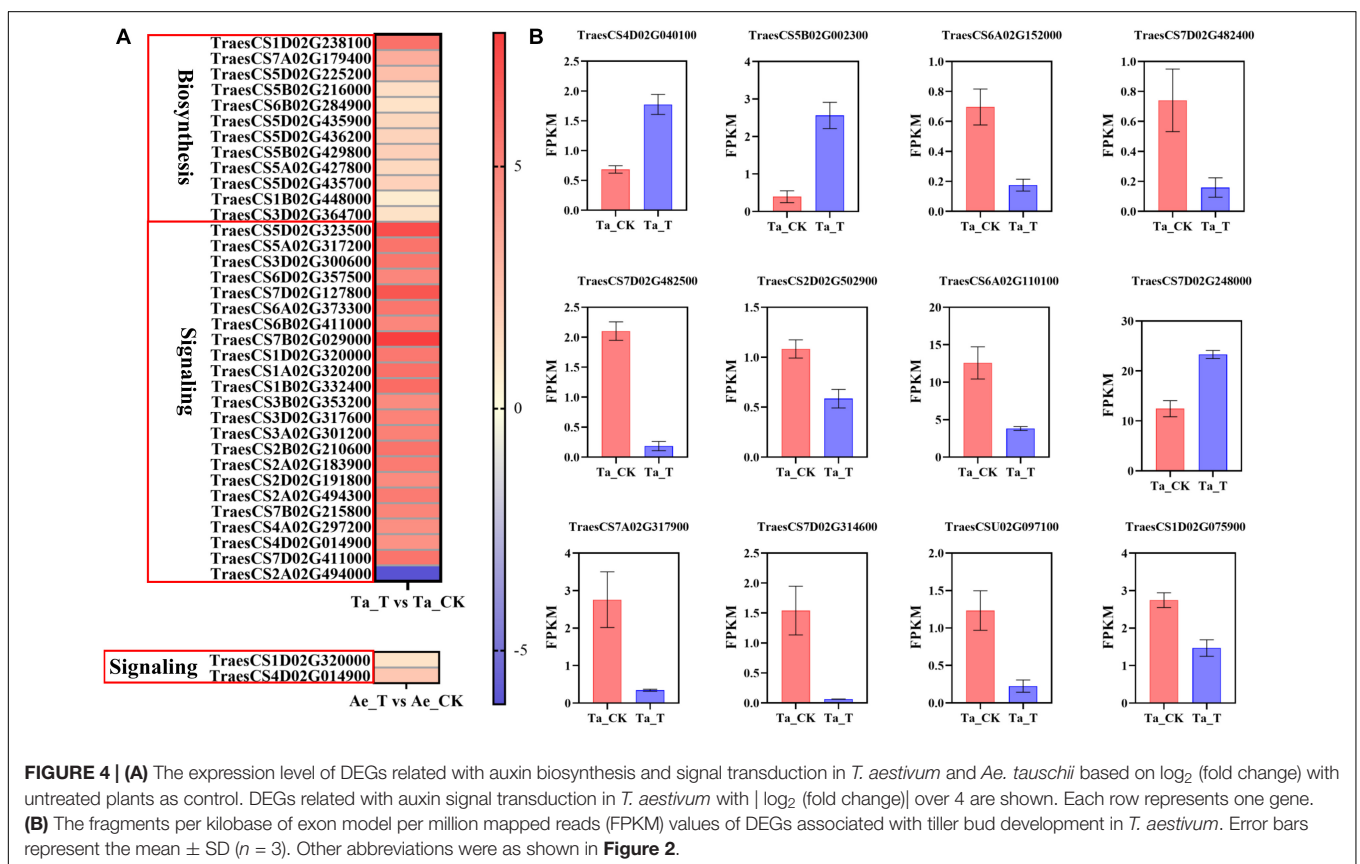 A
Biosynthesis
TraesCS1D02G238100
TraesCS7A02G179400
TraesCS5D02G225200
TraesCS5B02G216000
TraesCS6B02G284900
TraesCS5D02G435900
TraesCS5D02G436200
TraesCS5B02G429800
TraesCS5A02G427800
TraesCS5D02G435700
TraesCS1B02G448000
TraesCS3D02G364700
Signaling
TraesCS5D02G323500
TraesCS5A02G317200
TraesCS3D02G300600
TraesCS6D02G357500
TraesCS7D02G127800
TraesCS6A02G373300
TraesCS6B02G411000
TraesCS7B02G029000
TraesCS1D02G320000
TraesCS1A02G320200
TraesCS1B02G332400
TraesCS3B02G353200
TraesCS3D02G317600
TraesCS3A02G301200
TraesCS2B02G210600
TraesCS2A02G183900
TraesCS2D02G191800
TraesCS2A02G494300
TraesCS7B02G215800
TraesCS4A02G297200
TraesCS4D02G014900
TraesCS7D02G411000
TraesCS2A02G494000
Ta_T vs Ta_CK
Signaling
TraesCS1D02G320000
TraesCS4D02G014900
Ae_T vs Ae_CK
5
0
-5
B
TraesCS4D02G040100
FPKM
2.5
2.0
1.5
1.0
0.5
0.0
Ta_CK Ta_T
TraesCS5B02G002300
FPKM
4
3
2
1
0
Ta_CK Ta_T
TraesCS6A02G152000
FPKM
1.0
0.8
0.6
0.4
0.2
0.0
Ta_CK Ta_T
TraesCS7D02G482400
FPKM
1.0
0.8
0.6
0.4
0.2
0.0
Ta_CK Ta_T
TraesCS7D02G482500
FPKM
2.5
2.0
1.5
1.0
0.5
0.0
Ta_CK Ta_T
TraesCS2D02G502900
FPKM
1.5
1.0
0.5
0.0
Ta_CK Ta_T
TraesCS6A02G110100
FPKM
20
15
10
5
0
Ta_CK Ta_T
TraesCS7D02G248000
FPKM
30
20
10
0
Ta_CK Ta_T
TraesCS7A02G317900
FPKM
4
3
2
1
0
Ta_CK Ta_T
TraesCS7D02G314600
FPKM
2.5
2.0
1.5
1.0
0.5
0.0
Ta_CK Ta_T
TraesCSU02G097100
FPKM
2.0
1.5
1.0
0.5
0.0
Ta_CK Ta_T
TraesCS1D02G075900
FPKM
4
3
2
1
0
Ta_CK Ta_T
FIGURE 4 | (A) The expression level of DEGs related with auxin biosynthesis and signal transduction in T. aestivum and Ae. tauschii based on log₂ (fold change) with
untreated plants as control. DEGs related with auxin signal transduction in T. aestivum with | log₂ (fold change)| over 4 are shown. Each row represents one gene.
(B) The fragments per kilobase of exon model per million mapped reads (FPKM) values of DEGs associated with tiller bud development in T. aestivum. Error bars
represent the mean ± SD (n = 3). Other abbreviations were as shown in Figure 2.